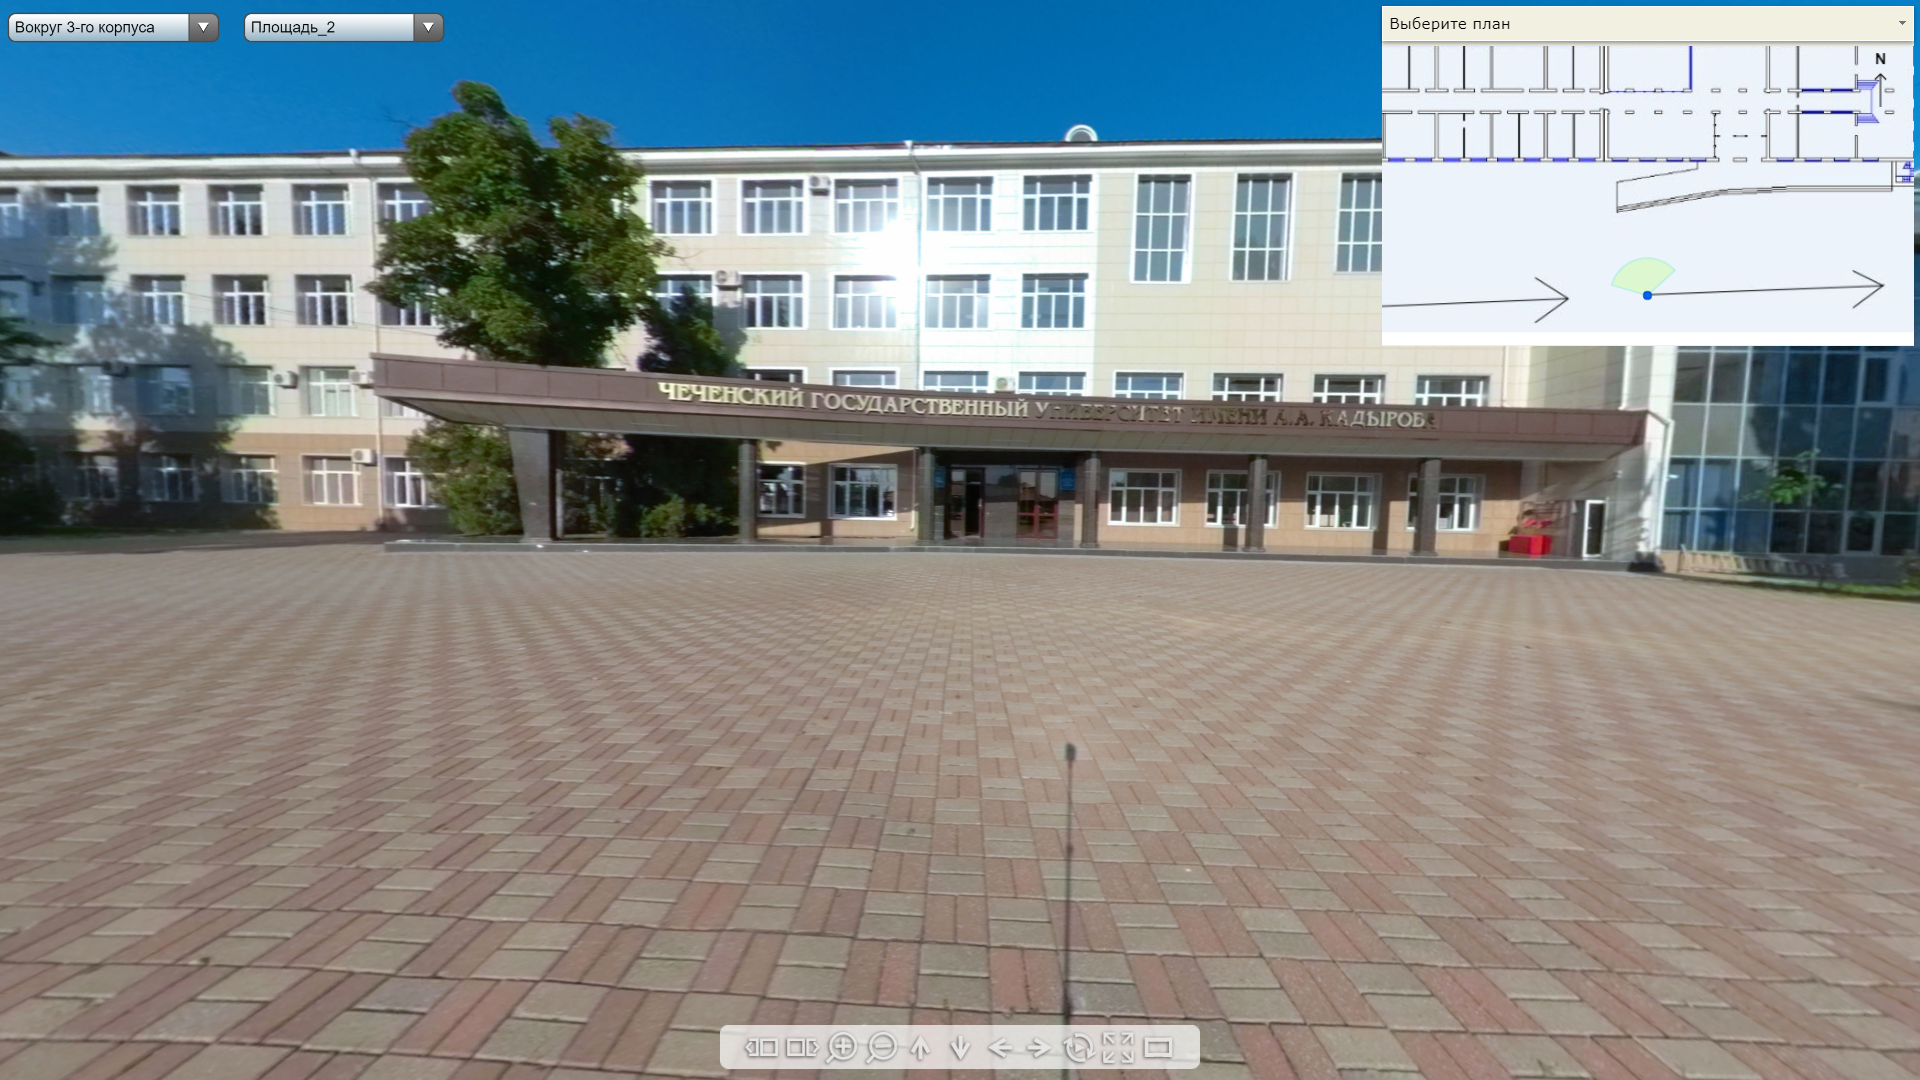 Вокруг 3-го корпуса
Площадь_2
Выберите план
N
ЧЕЧЕНСКИЙ ГОСУДАРСТВЕННЫЙ УНИВЕРСИТЕТ ИМЕНИ А.А. КАДЫРОВА